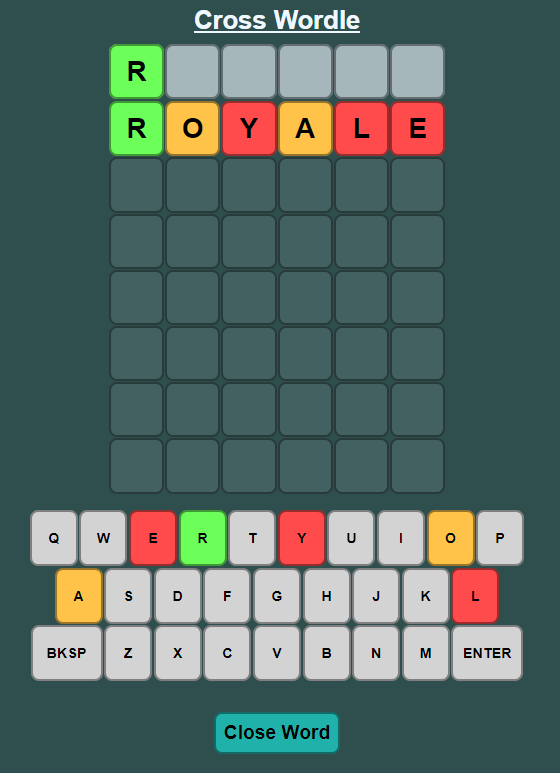 Cross Wordle
R
R O Y A L E
Q W E R T Y U I O P
A S D F G H J K L
BKSP Z X C V B N M ENTER
Close Word